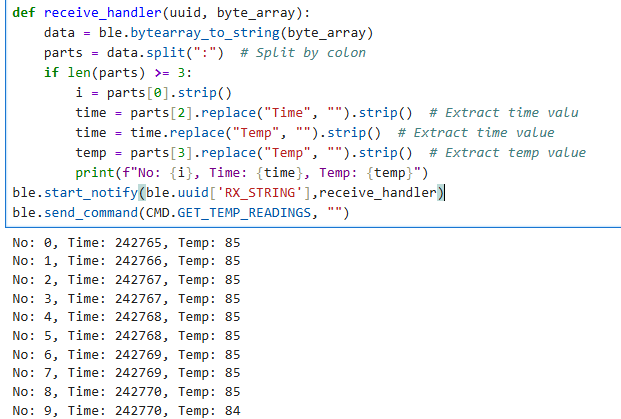 def receive_handler(uuid, byte_array):
    data = ble.bytearray_to_string(byte_array)
    parts = data.split(":")  # Split by colon
    if len(parts) >= 3:
        i = parts[0].strip()
        time = parts[2].replace("Time", "").strip()  # Extract time valu
        time = time.replace("Temp", "").strip()  # Extract time value
        temp = parts[3].replace("Temp", "").strip()  # Extract temp value
        print(f"No: {i}, Time: {time}, Temp: {temp}")
ble.start_notify(ble.uuid['RX_STRING'],receive_handler)
ble.send_command(CMD.GET_TEMP_READINGS, "")
No: 0, Time: 242765, Temp: 85
No: 1, Time: 242766, Temp: 85
No: 2, Time: 242767, Temp: 85
No: 3, Time: 242767, Temp: 85
No: 4, Time: 242768, Temp: 85
No: 5, Time: 242768, Temp: 85
No: 6, Time: 242769, Temp: 85
No: 7, Time: 242769, Temp: 85
No: 8, Time: 242770, Temp: 85
No: 9, Time: 242770, Temp: 84